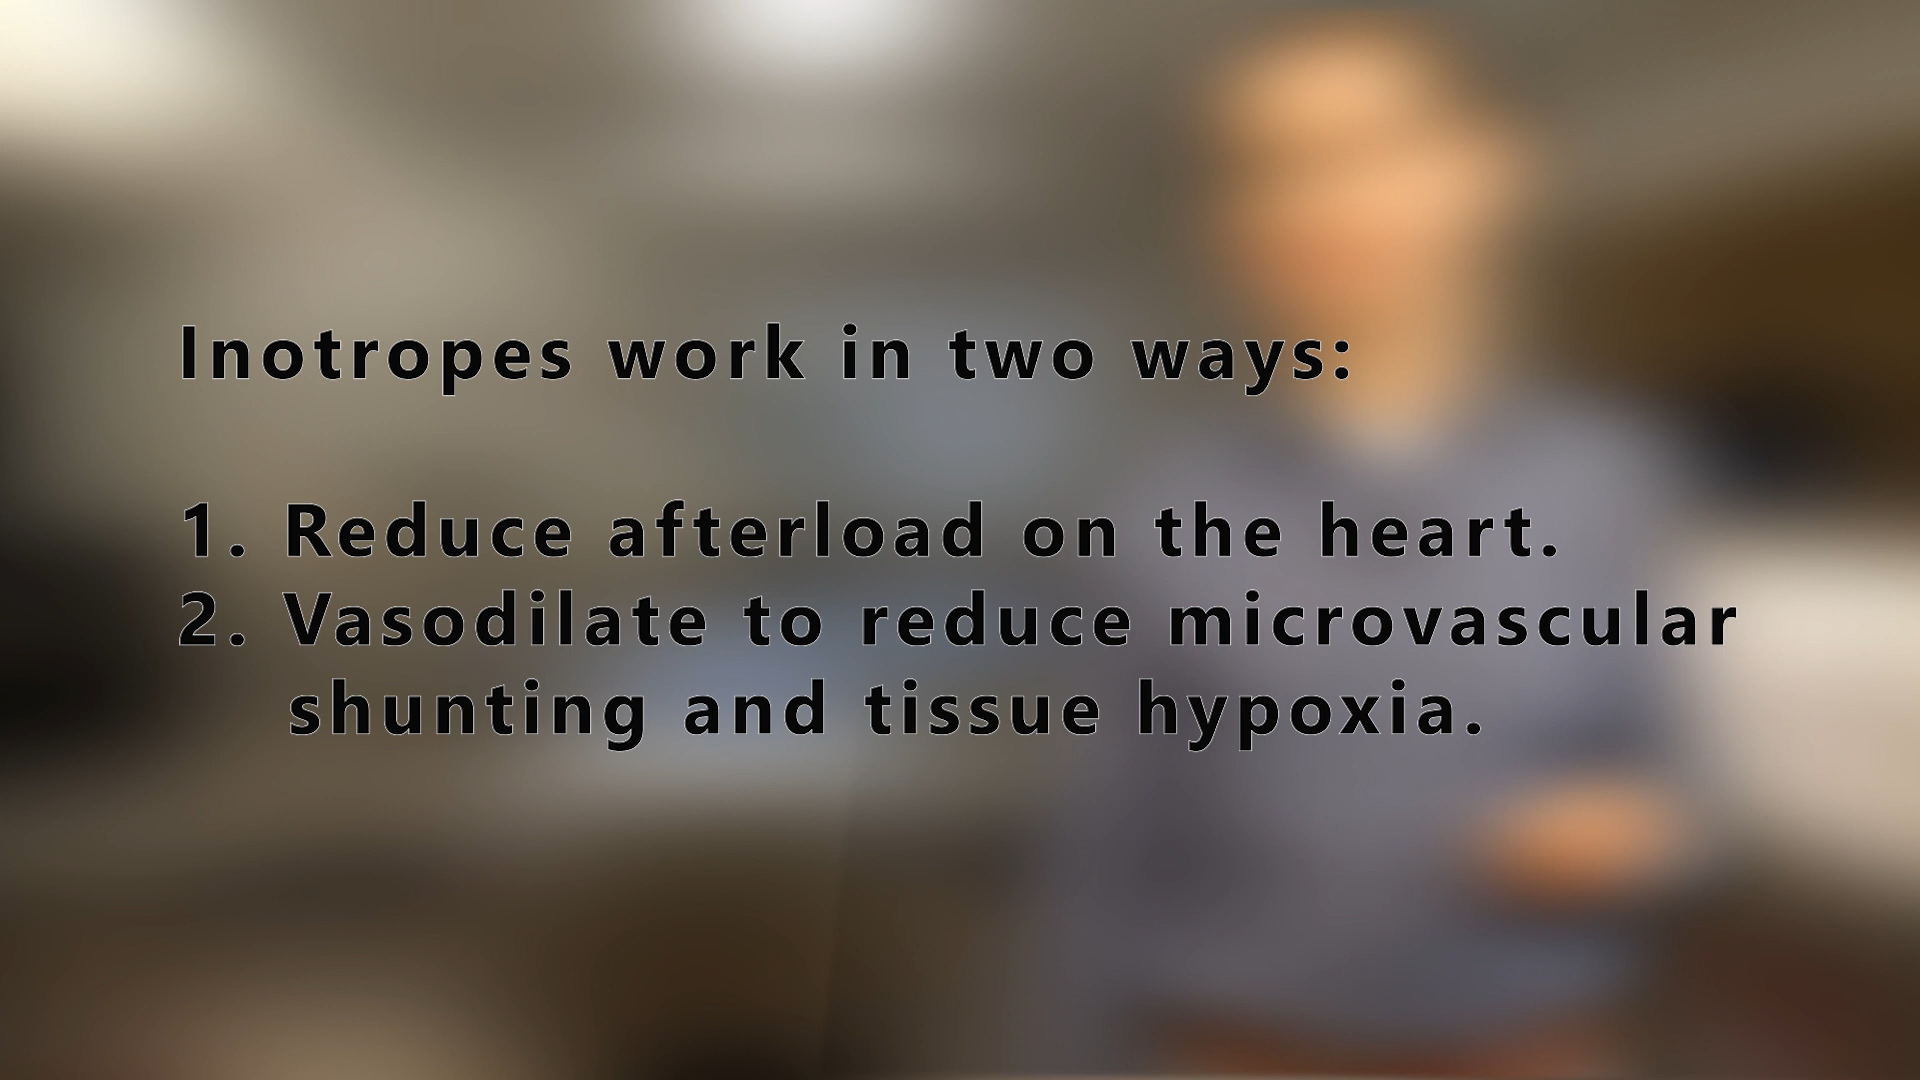 Inotropes work in two ways:
1. Reduce afterload on the heart.
2. Vasodilate to reduce microvascular
shunting and tissue hypoxia.